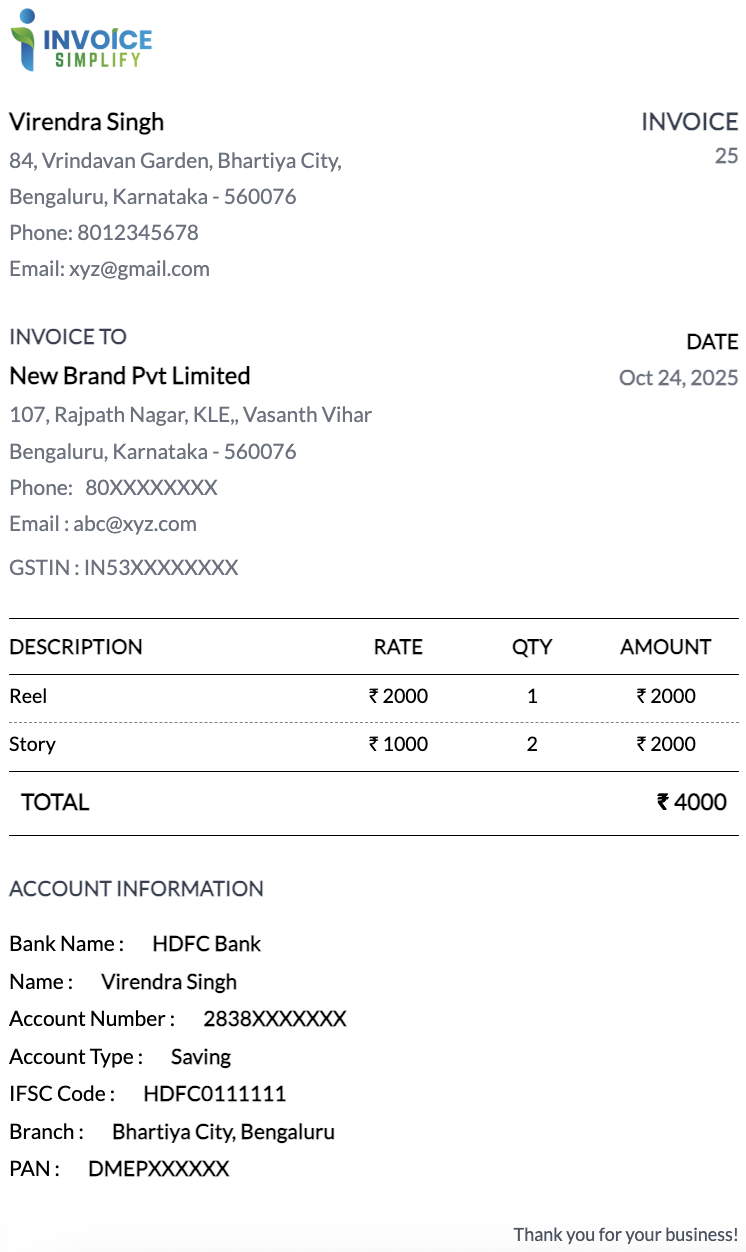 INVOICE
SIMPLIFY
Virendra Singh
INVOICE
84, Vrindavan Garden, Bhartiya City,
25
Bengaluru, Karnataka - 560076
Phone: 8012345678
Email: xyz@gmail.com
INVOICE TO
DATE
New Brand Pvt Limited
Oct 24, 2025
107, Rajpath Nagar, KLE,, Vasanth Vihar
Bengaluru, Karnataka - 560076
Phone: 80XXXXXXXX
Email : abc@xyz.com
GSTIN : IN53XXXXXXXX
DESCRIPTION RATE QTY AMOUNT
Reel ₹ 2000 1 ₹ 2000
Story ₹ 1000 2 ₹ 2000
TOTAL ₹ 4000
ACCOUNT INFORMATION
Bank Name : HDFC Bank
Name : Virendra Singh
Account Number : 2838XXXXXXX
Account Type : Saving
IFSC Code : HDFC0111111
Branch : Bhartiya City, Bengaluru
PAN : DMEPXXXXXX
Thank you for your business!